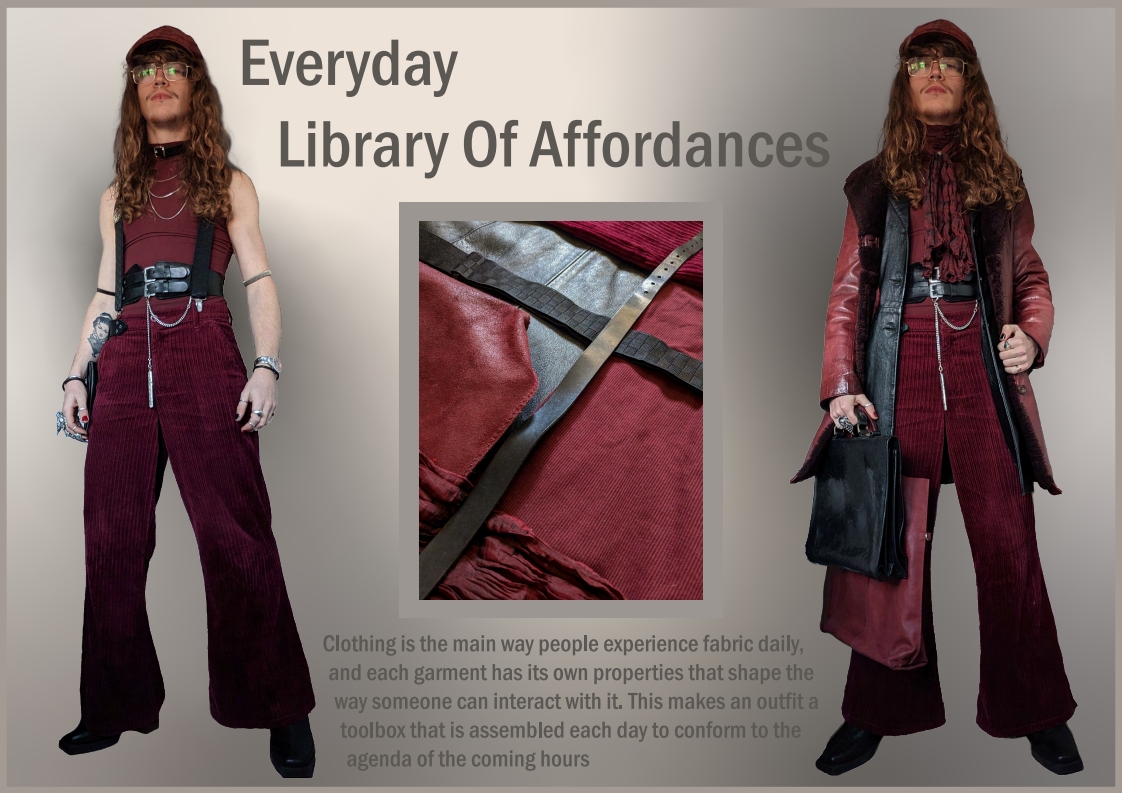 Everyday
Library Of Affordances
Clothing is the main way people experience fabric daily,
and each garment has its own properties that shape the
way someone can interact with it. This makes an outfit a
toolbox that is assembled each day to conform to the
agenda of the coming hours